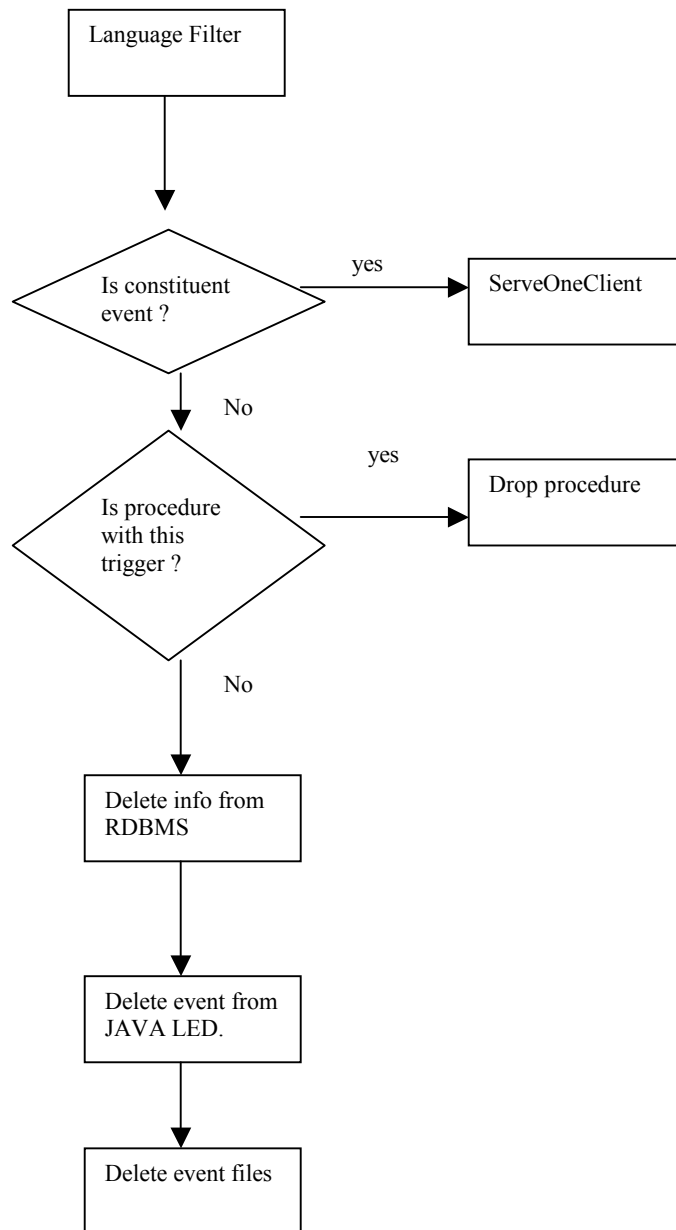 Language Filter
yes
Is constituent
event ?
ServeOneClient
No
yes
Is procedure
with this
trigger ?
Drop procedure
No
Delete info from
RDBMS
Delete event from
JAVA LED.
Delete event files